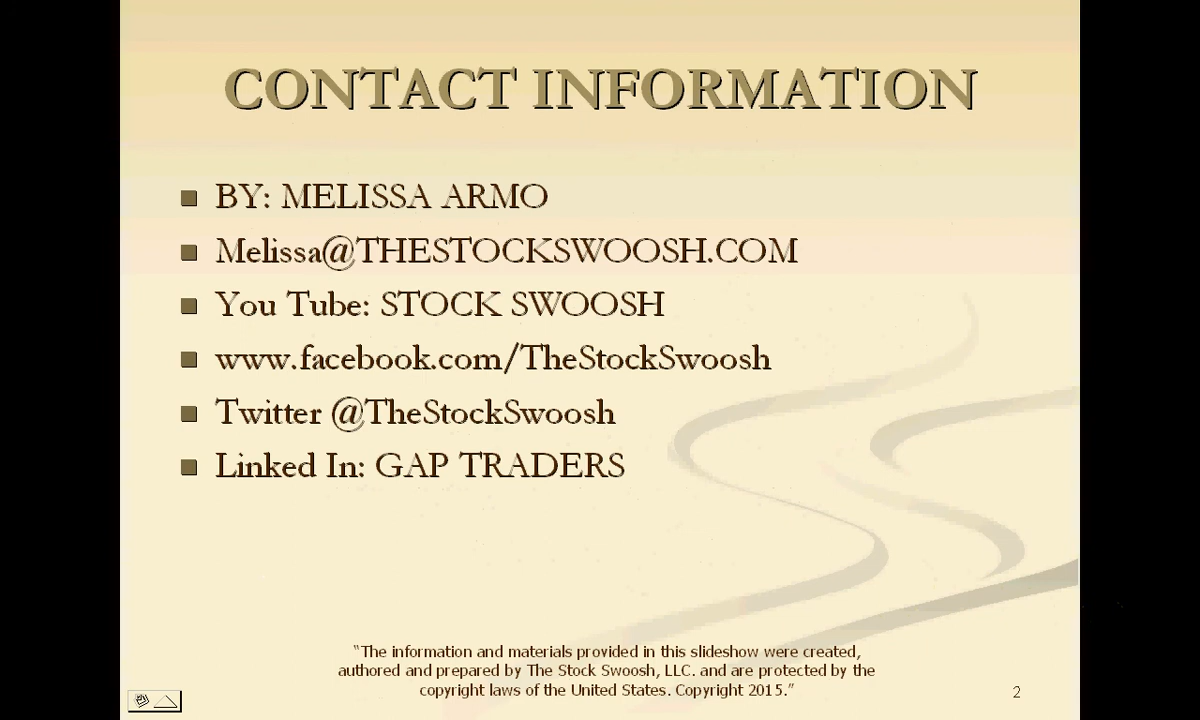 CONTACT INFORMATION
BY: MELISSA ARMO
Melissa@THESTOCKSWOOSH.COM
You Tube: STOCK SWOOSH
www.facebook.com/TheStockSwoosh
Twitter @TheStockSwoosh
Linked In: GAP TRADERS
“The information and materials provided in this slideshow were created,
authored and prepared by The Stock Swoosh, LLC. and are protected by the
copyright laws of the United States. Copyright 2015.”
2